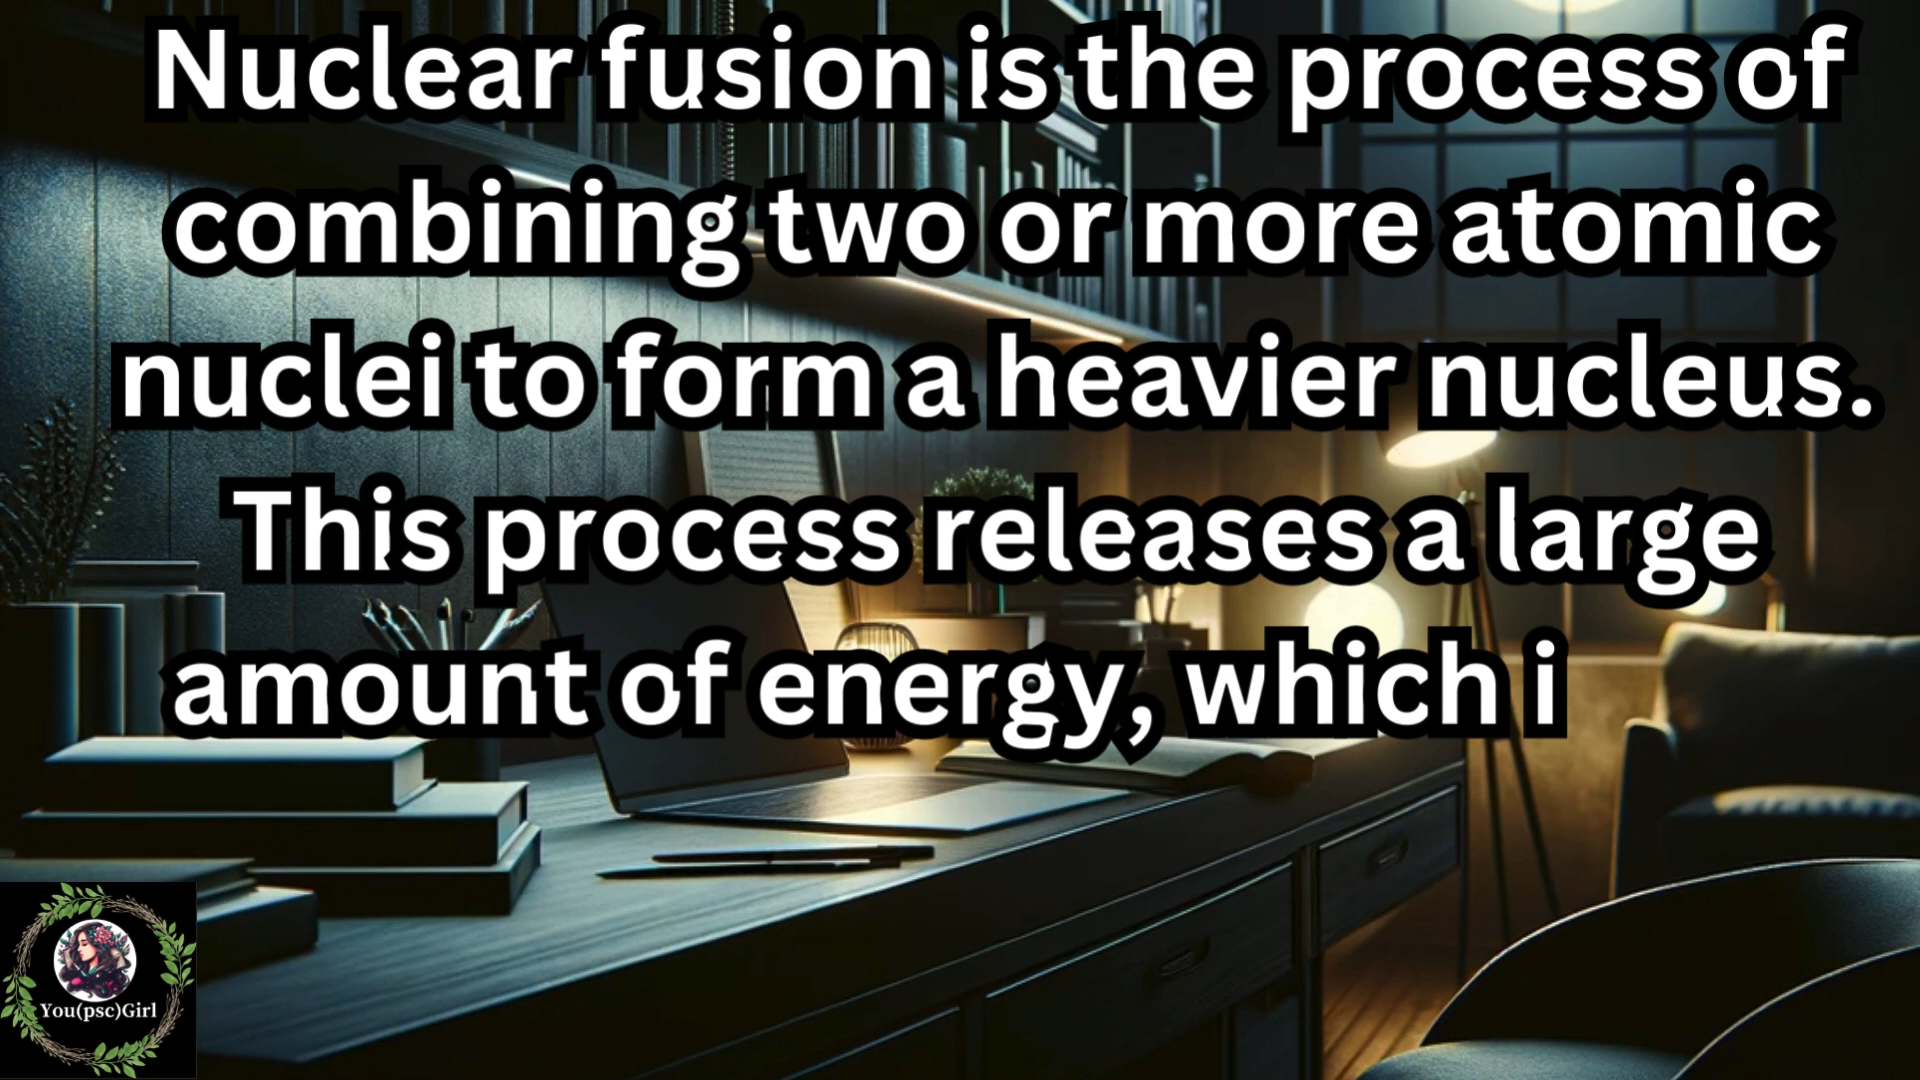 Nuclear fusion is the process of
combining two or more atomic
nuclei to form a heavier nucleus.
This process releases a large
amount of energy, which i
You(psc)Girl